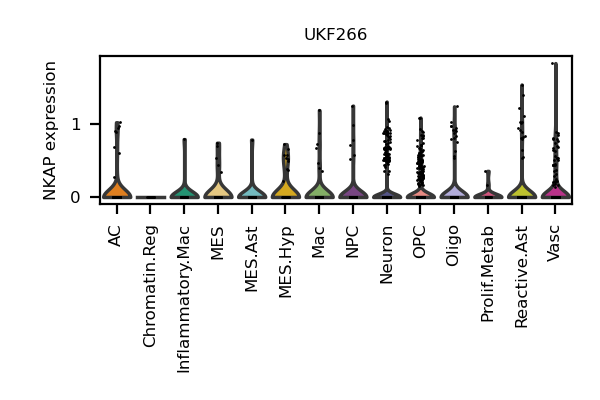 UKF266
NKAP expression
1
0
AC
Chromatin.Reg
Inflammatory.Mac
MES
MES.Ast
MES.Hyp
Mac
NPC
Neuron
OPC
Oligo
Prolif.Metab
Reactive.Ast
Vasc